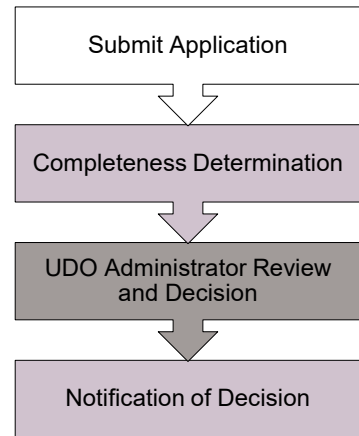 Submit Application
Completeness Determination
UDO Administrator Review
and Decision
Notification of Decision